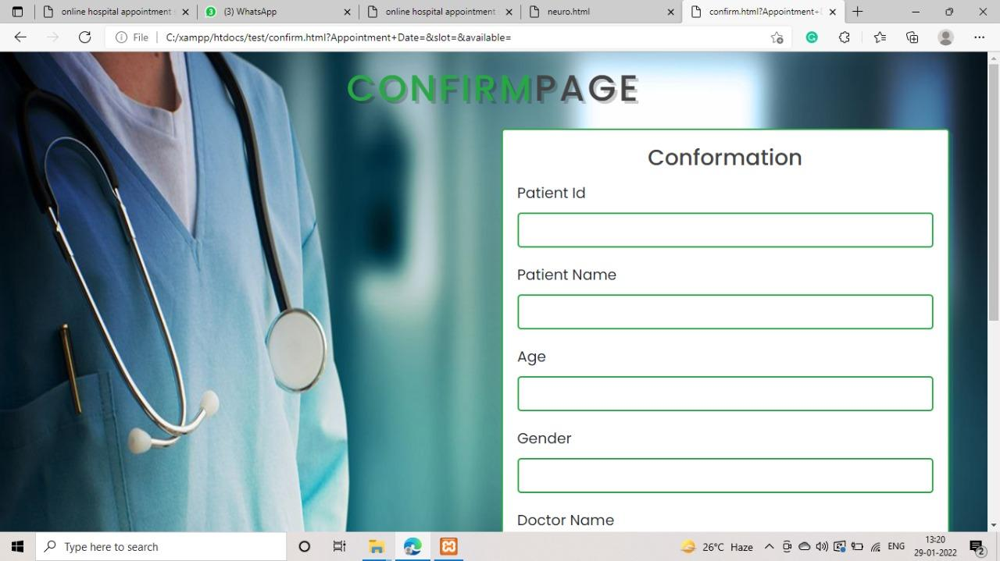 online hospital appointment s
(3) WhatsApp
online hospital appointment
neuro.html
confirm.html?Appointment+
File
C:/xampp/htdocs/test/confirm.html?Appointment+Date=&slot=&available=
CONFIRMPAGE
Conformation
Patient Id
Patient Name
Age
Gender
Doctor Name
Type here to search
26°C Haze
ENG
13:20
29-01-2022
2